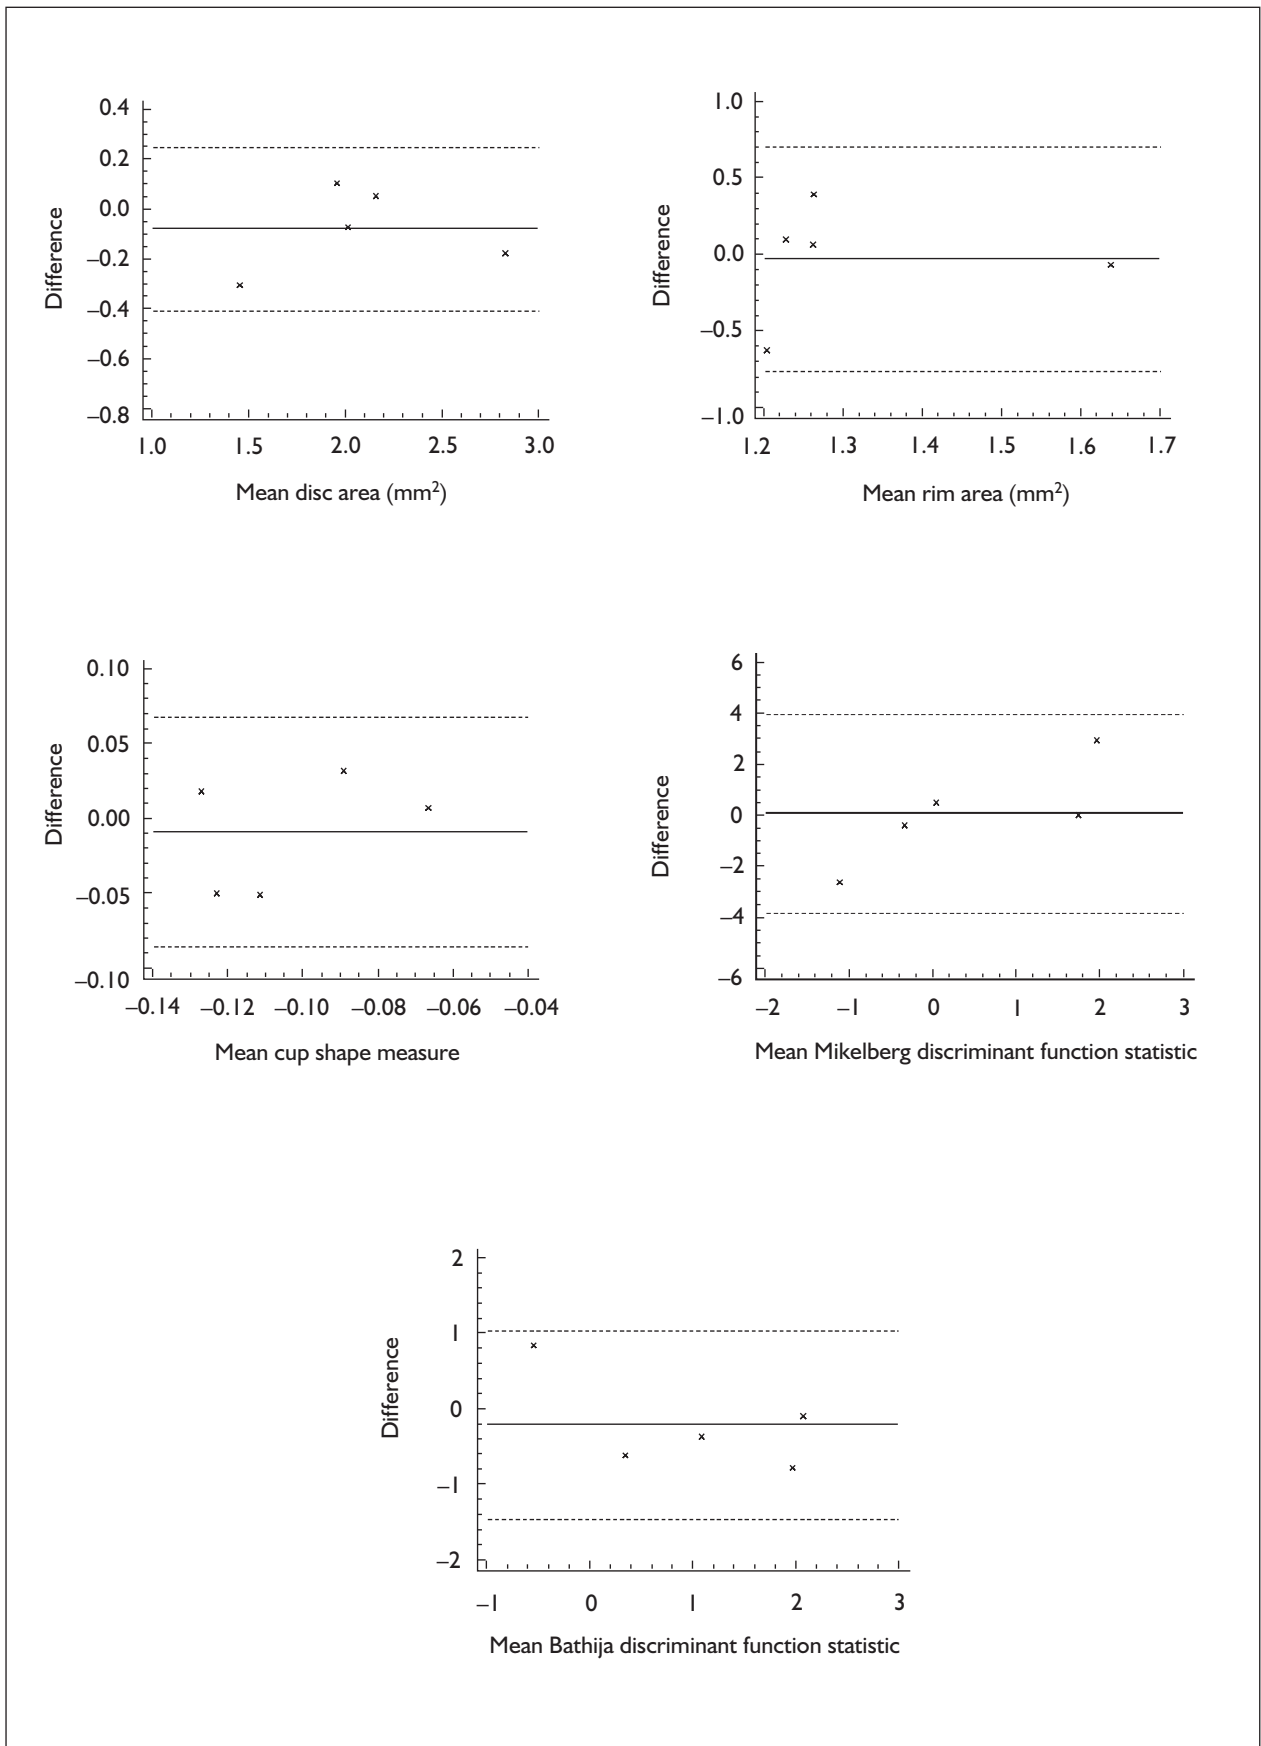 0.4
0.2
0.0
–0.2
–0.4
–0.6
–0.8
Difference
1.0 1.5 2.0 2.5 3.0
Mean disc area (mm²)
1.0
0.5
0.0
–0.5
–1.0
Difference
1.2 1.3 1.4 1.5 1.6 1.7
Mean rim area (mm²)
0.10
0.05
0.00
–0.05
–0.10
Difference
–0.14 –0.12 –0.10 –0.08 –0.06 –0.04
Mean cup shape measure
6
4
2
0
–2
–4
–6
Difference
–2 –1 0 1 2 3
Mean Mikelberg discriminant function statistic
2
1
0
–1
–2
Difference
–1 0 1 2 3
Mean Bathija discriminant function statistic